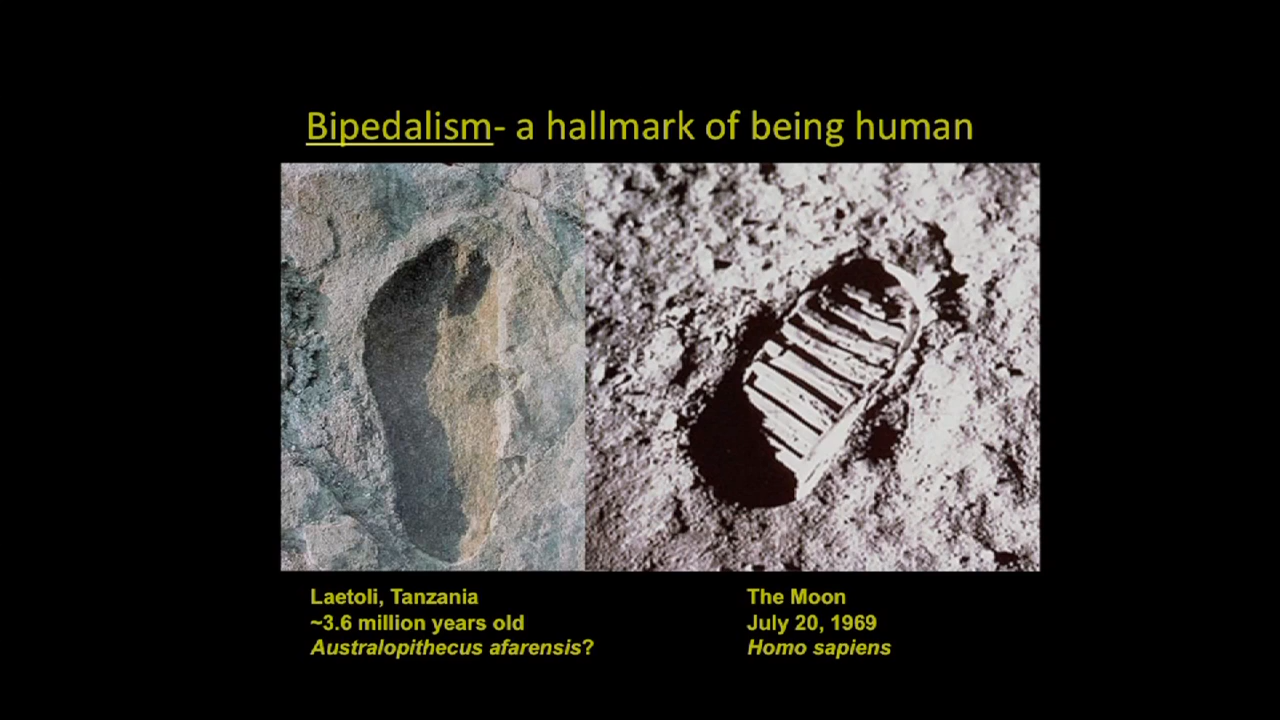 Bipedalism- a hallmark of being human
Laetoli, Tanzania
~3.6 million years old
Australopithecus afarensis?
The Moon
July 20, 1969
Homo sapiens